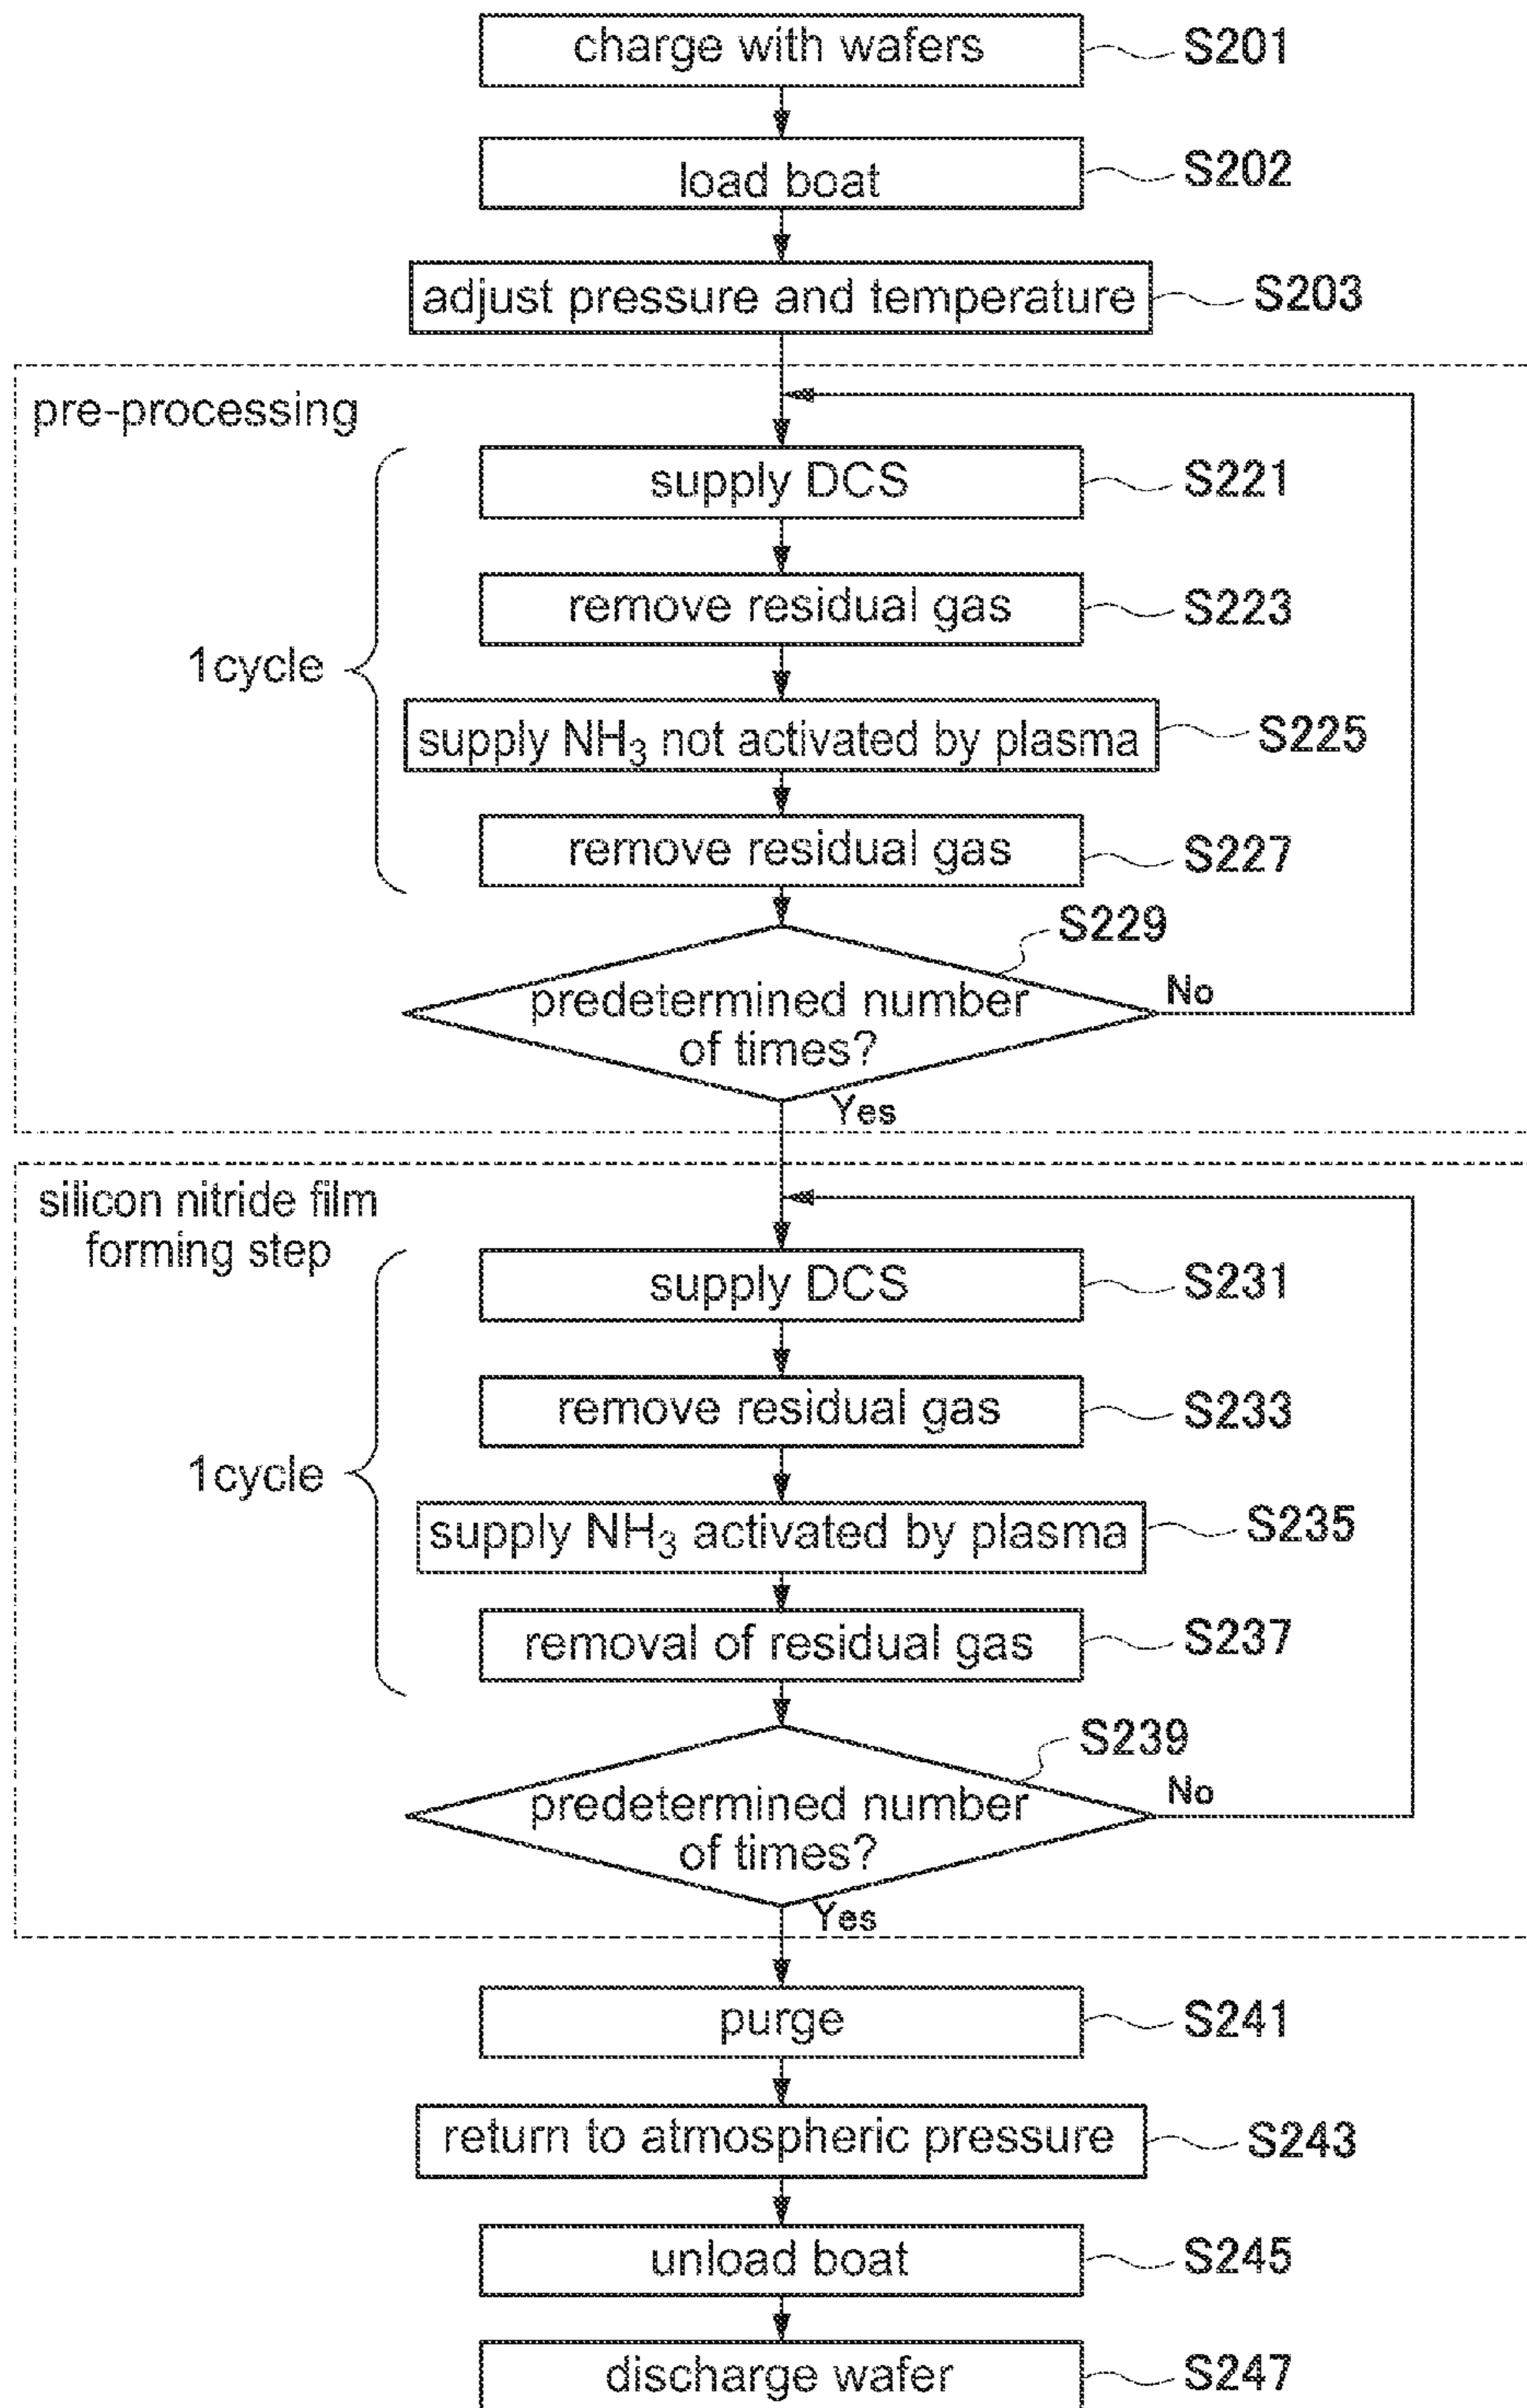 charge with wafers S201
load boat S202
adjust pressure and temperature S203
pre-processing
supply DCS S221
remove residual gas S223
1cycle
supply NH₃ not activated by plasma S225
remove residual gas S227
S229
predetermined number
of times?
No
Yes
silicon nitride film
forming step
supply DCS S231
remove residual gas S233
1cycle
supply NH₃ activated by plasma S235
removal of residual gas S237
S239
predetermined number
of times?
No
Yes
purge S241
return to atmospheric pressure S243
unload boat S245
discharge wafer S247